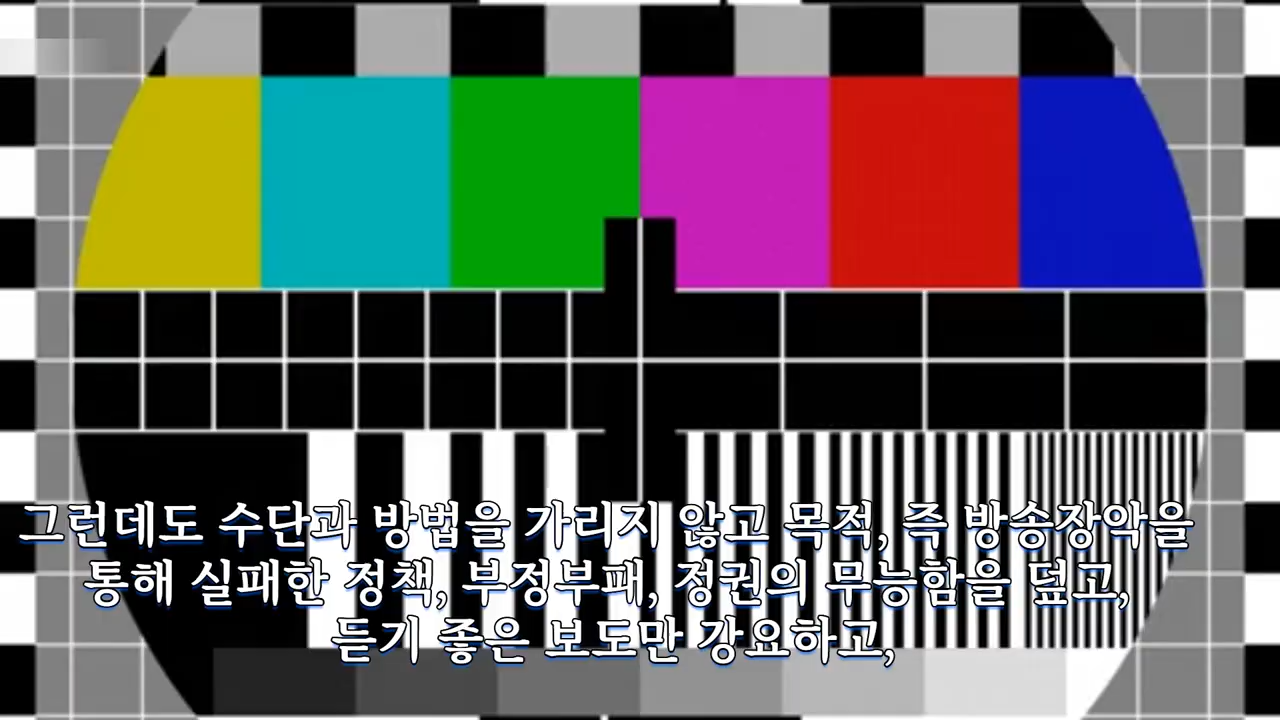 그런데도 수단과 방법을 가리지 않고 목적, 즉 방송장악을
통해 실패한 정책, 부정부패, 정권의 무능함을 덮고,
듣기 좋은 보도만 강요하고,